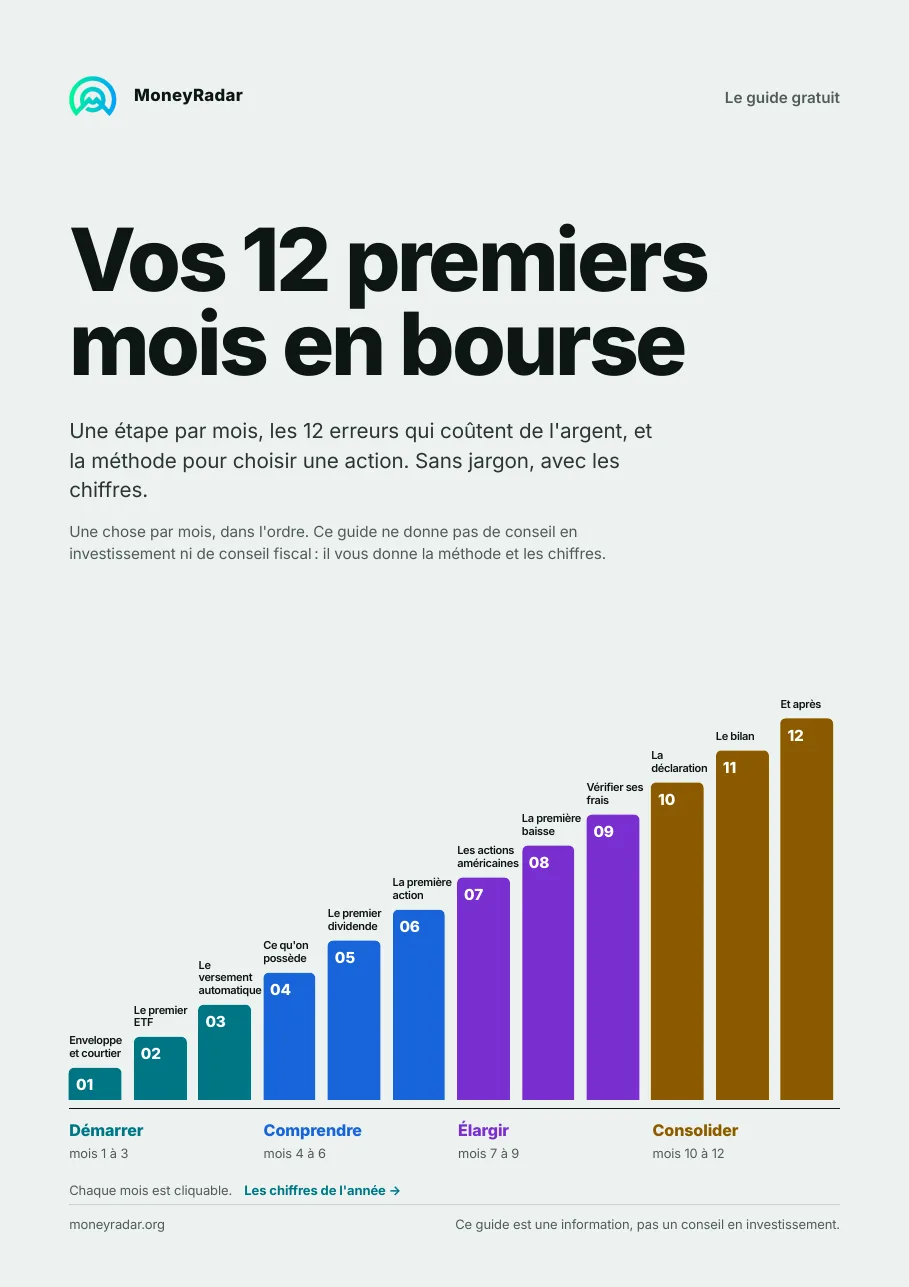 MoneyRadar
Le guide gratuit
Vos 12 premiers
mois en bourse
Une étape par mois, les 12 erreurs qui coûtent de l'argent, et
la méthode pour choisir une action. Sans jargon, avec les
chiffres.
Une chose par mois, dans l'ordre. Ce guide ne donne pas de conseil en
investissement ni de conseil fiscal : il vous donne la méthode et les chiffres.
Enveloppe
et courtier
01
Le premier
ETF
02
Le
versement
automatique
03
Ce qu'on
possède
04
Le premier
dividende
05
La première
action
06
Les actions
américaines
07
La première
baisse
08
Vérifier ses
frais
09
La
déclaration
10
Le bilan
11
Et après
12
Démarrer
mois 1 à 3
Comprendre
mois 4 à 6
Élargir
mois 7 à 9
Consolider
mois 10 à 12
Chaque mois est cliquable. Les chiffres de l'année →
moneyradar.org
Ce guide est une information, pas un conseil en investissement.